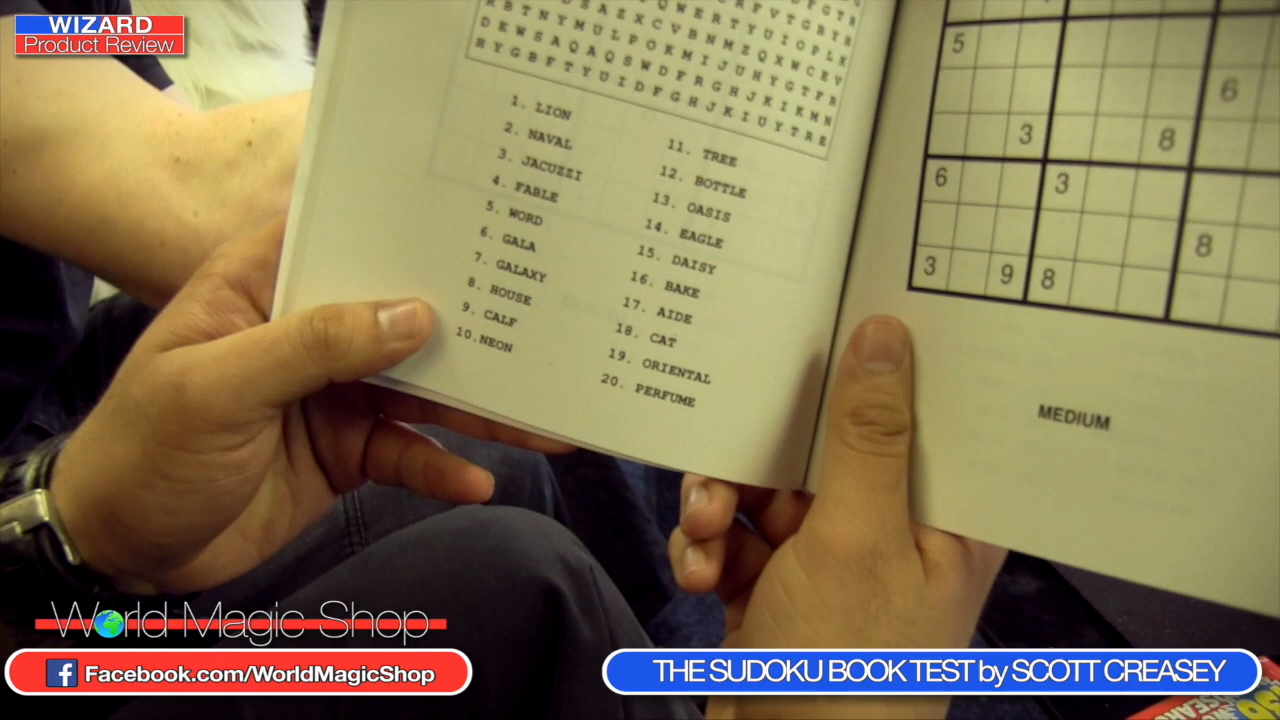 WIZARD
Product Review
RBTNYMULPOKMIJUHYGTFR
DEWSAQAQSWDFRGHJKIKMN
HYGBFTYUIDFGHJKIUYTRE
1. LION
2. NAVAL
3. JACUZZI
4. FABLE
5. WORD
6. GALA
7. GALAXY
8. HOUSE
9. CALF
10.NEON
11. TREE
12. BOTTLE
13. OASIS
14. EAGLE
15. DAISY
16. BAKE
17. AIDE
18. CAT
19. ORIENTAL
20. PERFUME
5
6
3 8
6 3
8
3 9 8
MEDIUM
World Magic Shop
Facebook.com/WorldMagicShop
THE SUDOKU BOOK TEST by SCOTT CREASEY